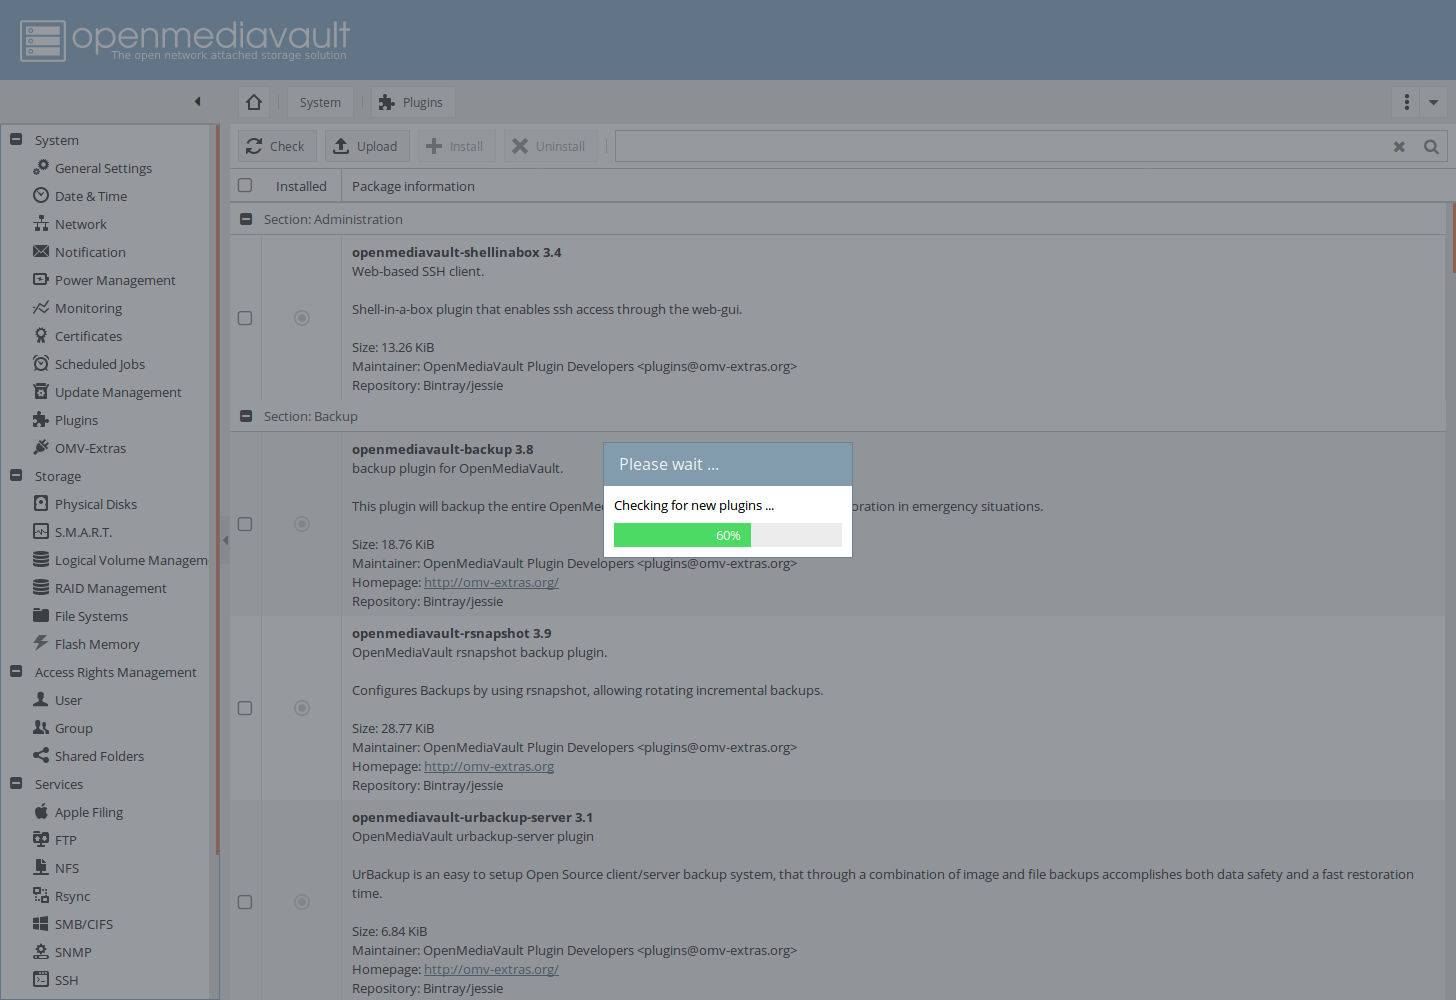 openmediavault
The open network attached storage solution
System
Plugins
Check
Upload
Install
Uninstall
Installed
Package information
System
General Settings
Date & Time
Network
Notification
Power Management
Monitoring
Certificates
Scheduled Jobs
Update Management
Plugins
OMV-Extras
Storage
Physical Disks
S.M.A.R.T.
Logical Volume Managem
RAID Management
File Systems
Flash Memory
Access Rights Management
User
Group
Shared Folders
Services
Apple Filing
FTP
NFS
Rsync
SMB/CIFS
SNMP
SSH
Section: Administration
openmediavault-shellinabox 3.4
Web-based SSH client.
Shell-in-a-box plugin that enables ssh access through the web-gui.
Size: 13.26 KiB
Maintainer: OpenMediaVault Plugin Developers <plugins@omv-extras.org>
Repository: Bintray/jessie
Section: Backup
openmediavault-backup 3.8
backup plugin for OpenMediaVault.
This plugin will backup the entire OpenMe
oration in emergency situations.
Size: 18.76 KiB
Maintainer: OpenMediaVault Plugin Developers <plugins@omv-extras.org>
Homepage: http://omv-extras.org/
Repository: Bintray/jessie
Please wait ...
Checking for new plugins ...
60%
openmediavault-rsnapshot 3.9
OpenMediaVault rsnapshot backup plugin.
Configures Backups by using rsnapshot, allowing rotating incremental backups.
Size: 28.77 KiB
Maintainer: OpenMediaVault Plugin Developers <plugins@omv-extras.org>
Homepage: http://omv-extras.org
Repository: Bintray/jessie
openmediavault-urbackup-server 3.1
OpenMediaVault urbackup-server plugin
UrBackup is an easy to setup Open Source client/server backup system, that through a combination of image and file backups accomplishes both data safety and a fast restoration
time.
Size: 6.84 KiB
Maintainer: OpenMediaVault Plugin Developers <plugins@omv-extras.org>
Homepage: http://omv-extras.org/
Repository: Bintray/jessie